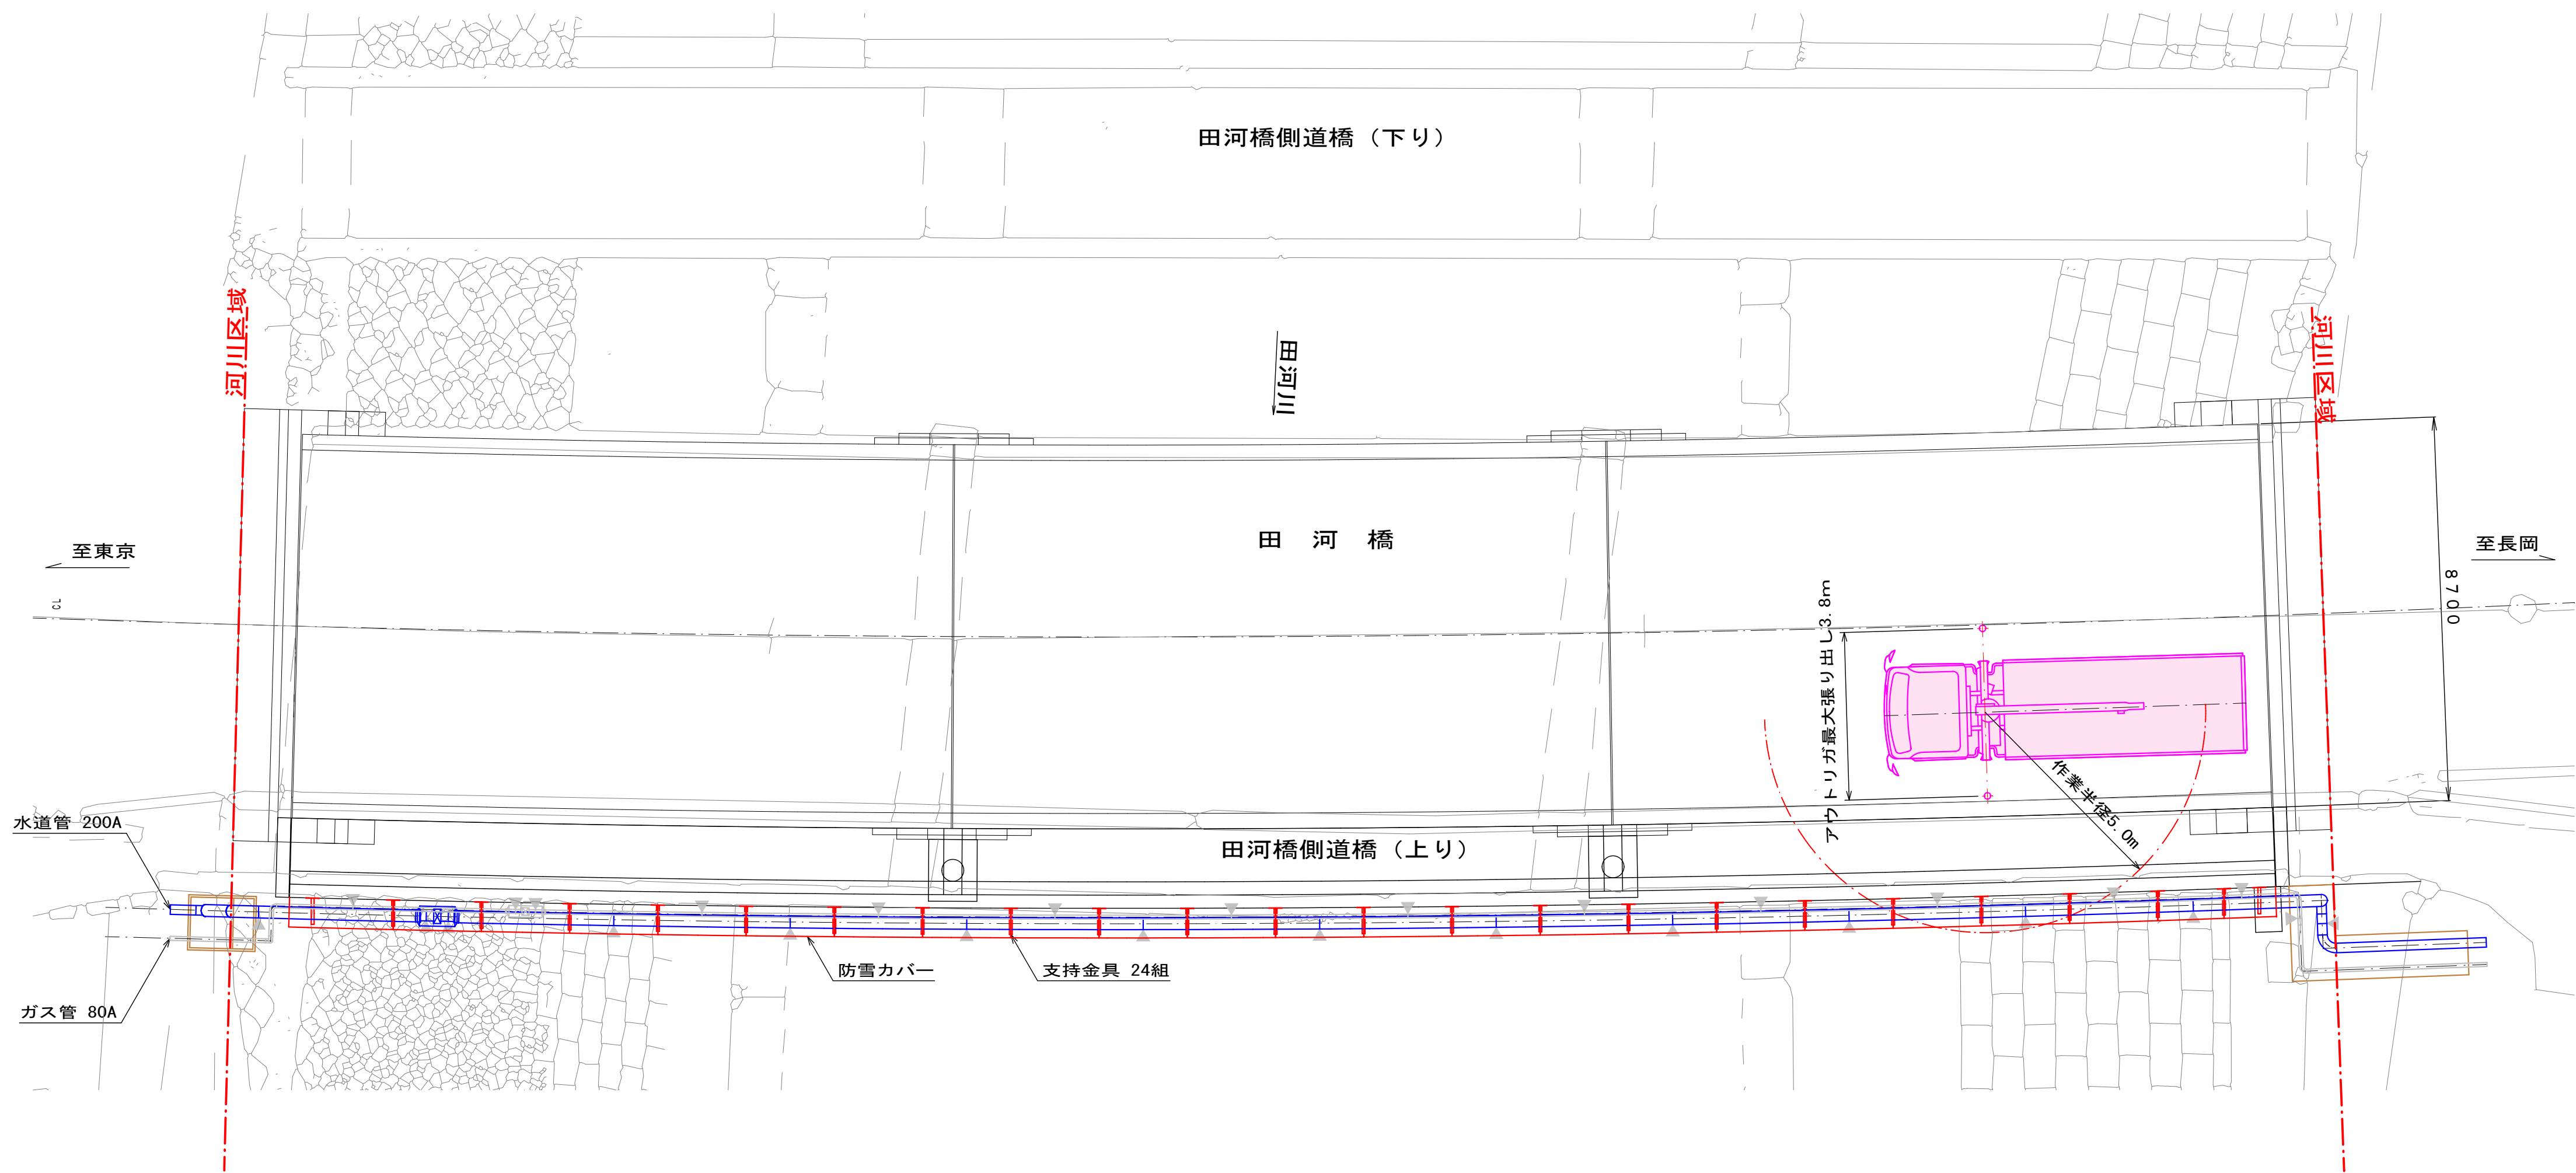 田河橋側道橋（下り）
河川区域
河川区域
田河川
田 河 橋
至東京
至長岡
CL
8700
アウトリガ最大張り出し3.8m
作業半径5.0m
水道管 200A
田河橋側道橋（上り）
防雪カバー
支持金具 24組
ガス管 80A